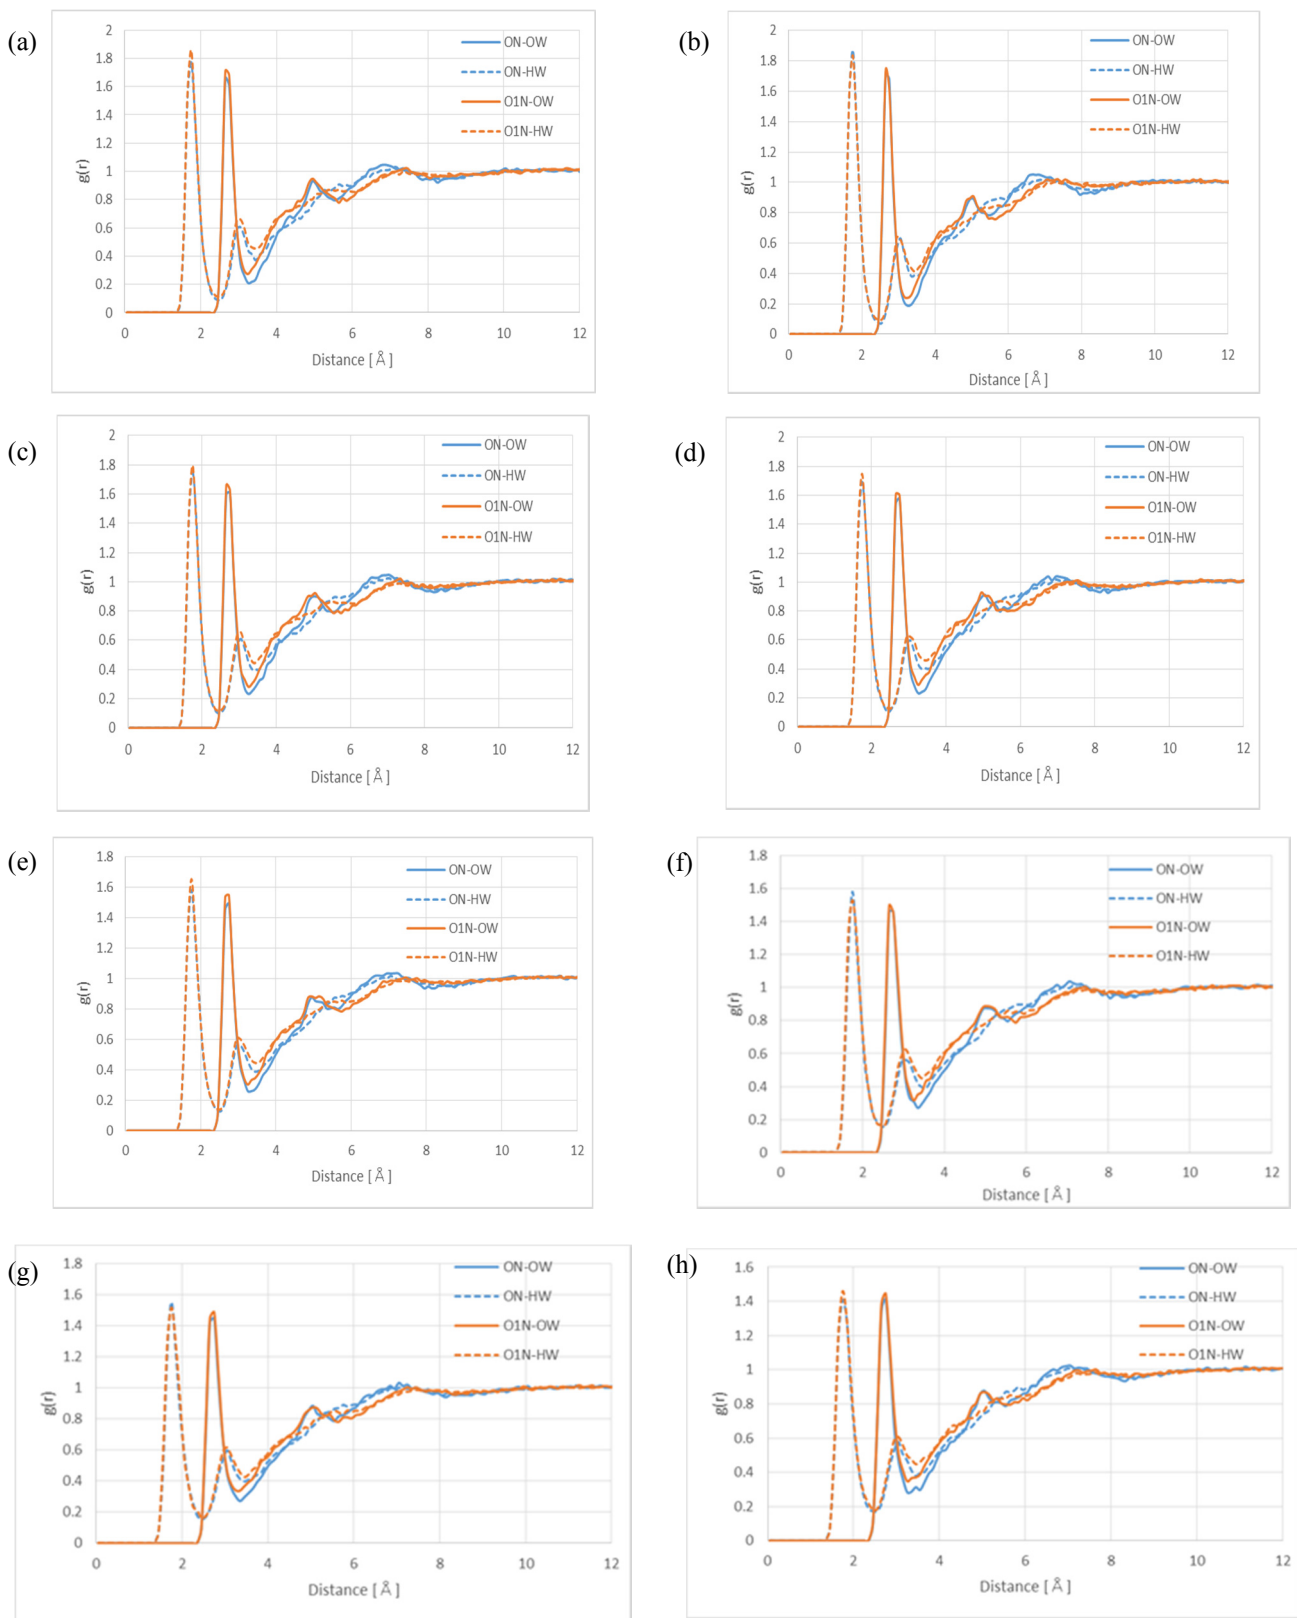 (a)
2
1.8
1.6
1.4
1.2
1
0.8
0.6
0.4
0.2
0
g(r)
ON-OW
ON-HW
O1N-OW
O1N-HW
0 2 4 6 8 10 12
Distance [ Å ]
(b)
2
1.8
1.6
1.4
1.2
1
0.8
0.6
0.4
0.2
0
g(r)
ON-OW
ON-HW
O1N-OW
O1N-HW
0 2 4 6 8 10 12
Distance [ Å ]
(c)
2
1.8
1.6
1.4
1.2
1
0.8
0.6
0.4
0.2
0
g(r)
ON-OW
ON-HW
O1N-OW
O1N-HW
0 2 4 6 8 10 12
Distance [ Å ]
(d)
2
1.8
1.6
1.4
1.2
1
0.8
0.6
0.4
0.2
0
g(r)
ON-OW
ON-HW
O1N-OW
O1N-HW
0 2 4 6 8 10 12
Distance [ Å ]
(e)
1.8
1.6
1.4
1.2
1
0.8
0.6
0.4
0.2
0
g(r)
ON-OW
ON-HW
O1N-OW
O1N-HW
0 2 4 6 8 10 12
Distance [ Å ]
(f)
1.8
1.6
1.4
1.2
1
0.8
0.6
0.4
0.2
0
g(r)
ON-OW
ON-HW
O1N-OW
O1N-HW
0 2 4 6 8 10 12
Distance [ Å ]
(g)
1.8
1.6
1.4
1.2
1
0.8
0.6
0.4
0.2
0
g(r)
ON-OW
ON-HW
O1N-OW
O1N-HW
0 2 4 6 8 10 12
Distance [ Å ]
(h)
1.6
1.4
1.2
1
0.8
0.6
0.4
0.2
0
g(r)
ON-OW
ON-HW
O1N-OW
O1N-HW
0 2 4 6 8 10 12
Distance [ Å ]